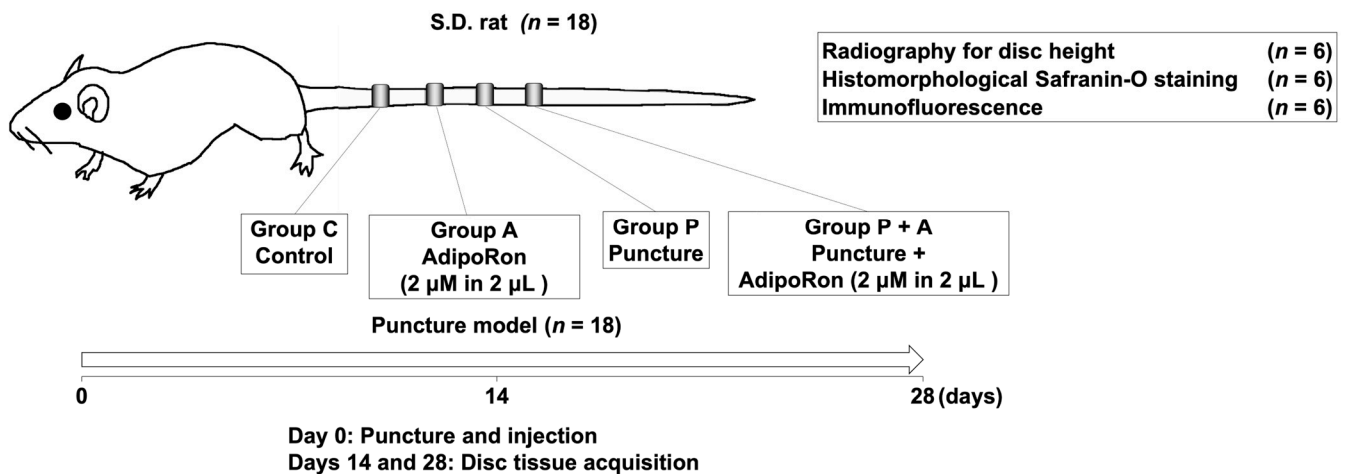 S.D. rat (n = 18)
Radiography for disc height (n = 6)
Histomorphological Safranin-O staining (n = 6)
Immunofluorescence (n = 6)
Group C
Control
Group A
AdipoRon
(2 µM in 2 µL )
Group P
Puncture
Group P + A
Puncture +
AdipoRon (2 µM in 2 µL )
Puncture model (n = 18)
0 14 28 (days)
Day 0: Puncture and injection
Days 14 and 28: Disc tissue acquisition